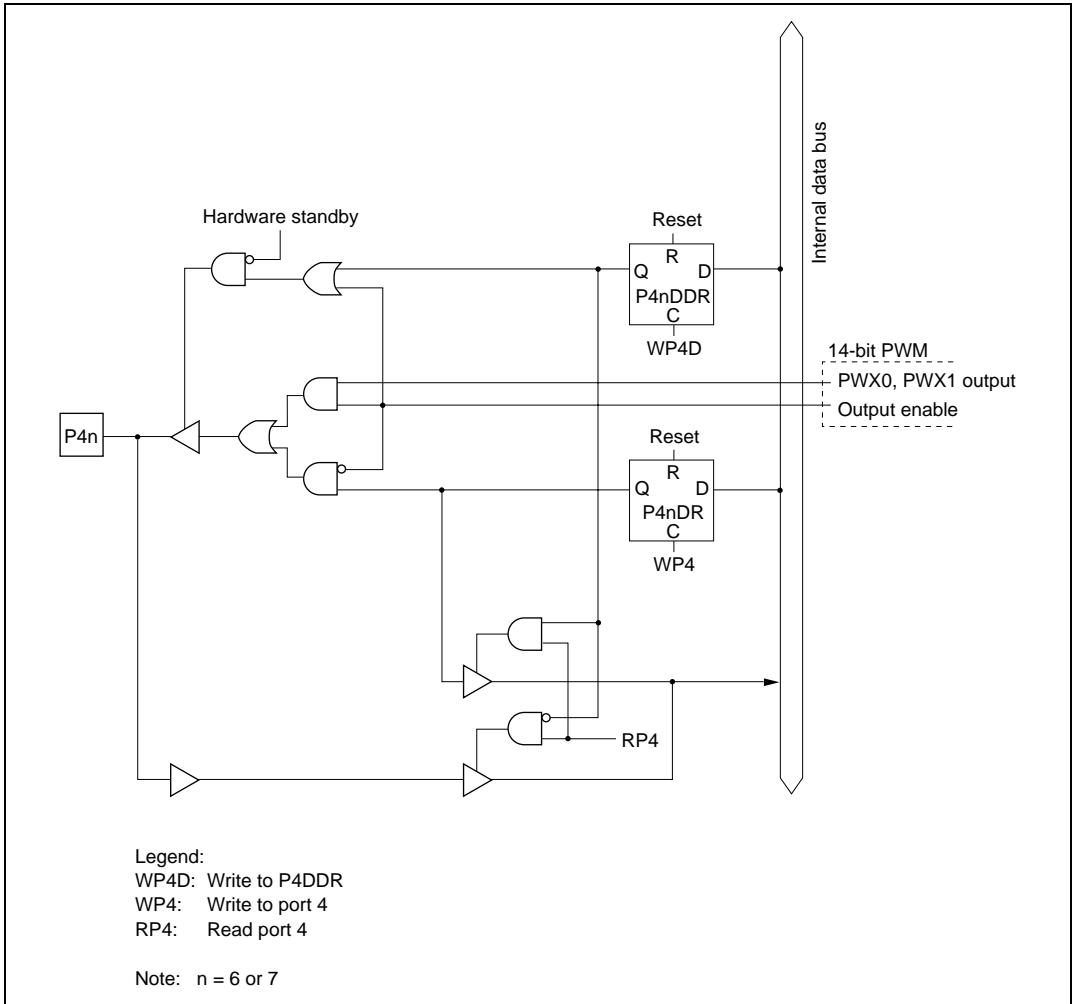 Hardware standby
Reset
R
Q D
P4nDDR
C
WP4D
Internal data bus
14-bit PWM
PWX0, PWX1 output
Output enable
P4n
Reset
R
Q D
P4nDR
C
WP4
RP4
Legend:
WP4D: Write to P4DDR
WP4: Write to port 4
RP4: Read port 4
Note: n = 6 or 7